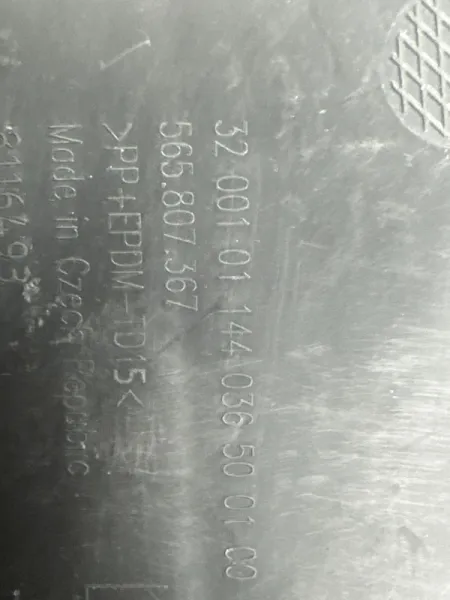 32 001 01 144 036 50 01 00
565.807.367
>PP+EPDM-TD15<
Made in Czech Republic